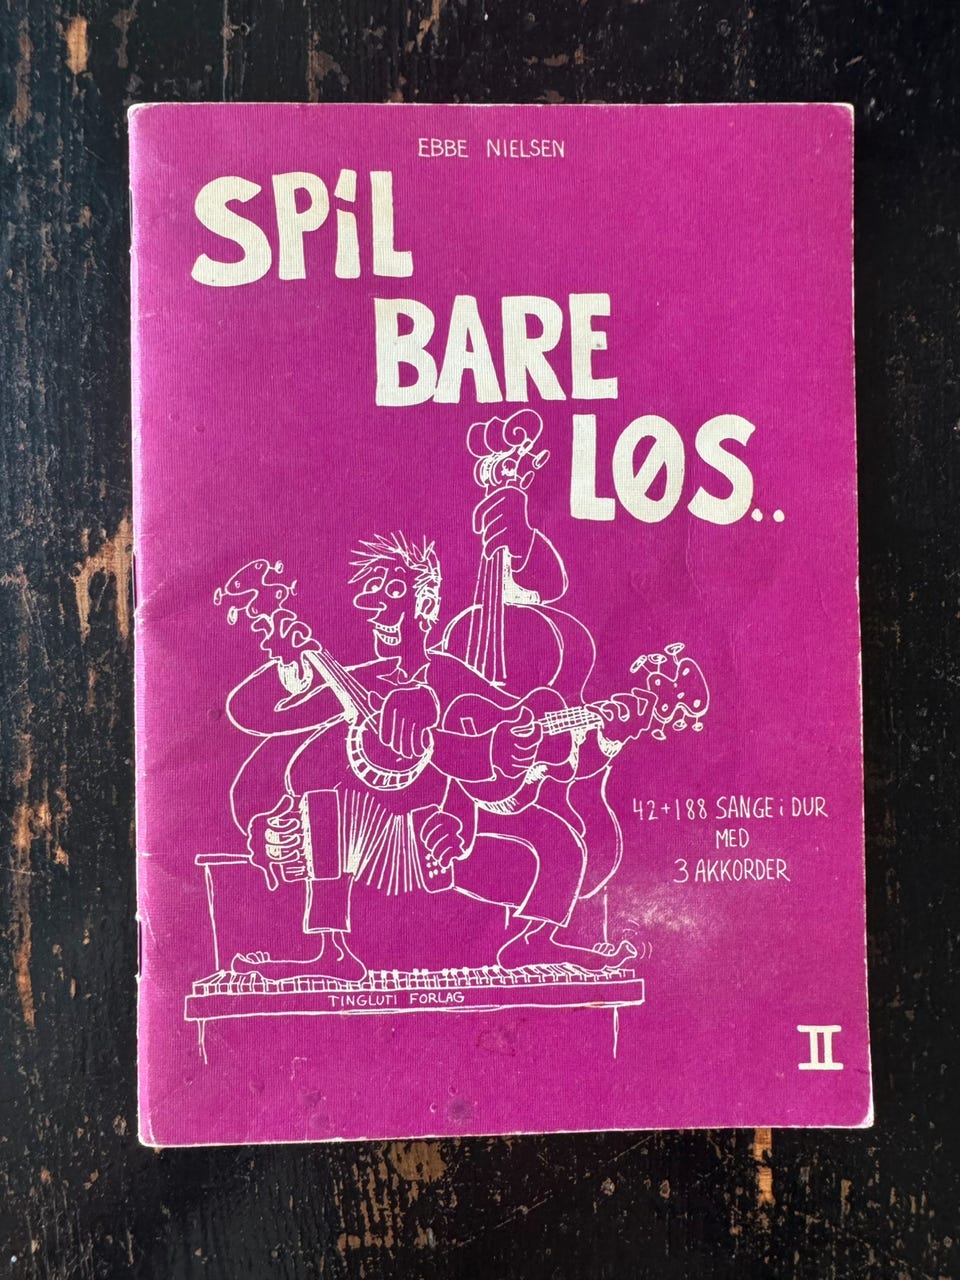 EBBE NIELSEN
SPiL
BARE
LØS..
42+188 SANGE i DUR
MED
3 AKKORDER
TINGLUTI FORLAG
II